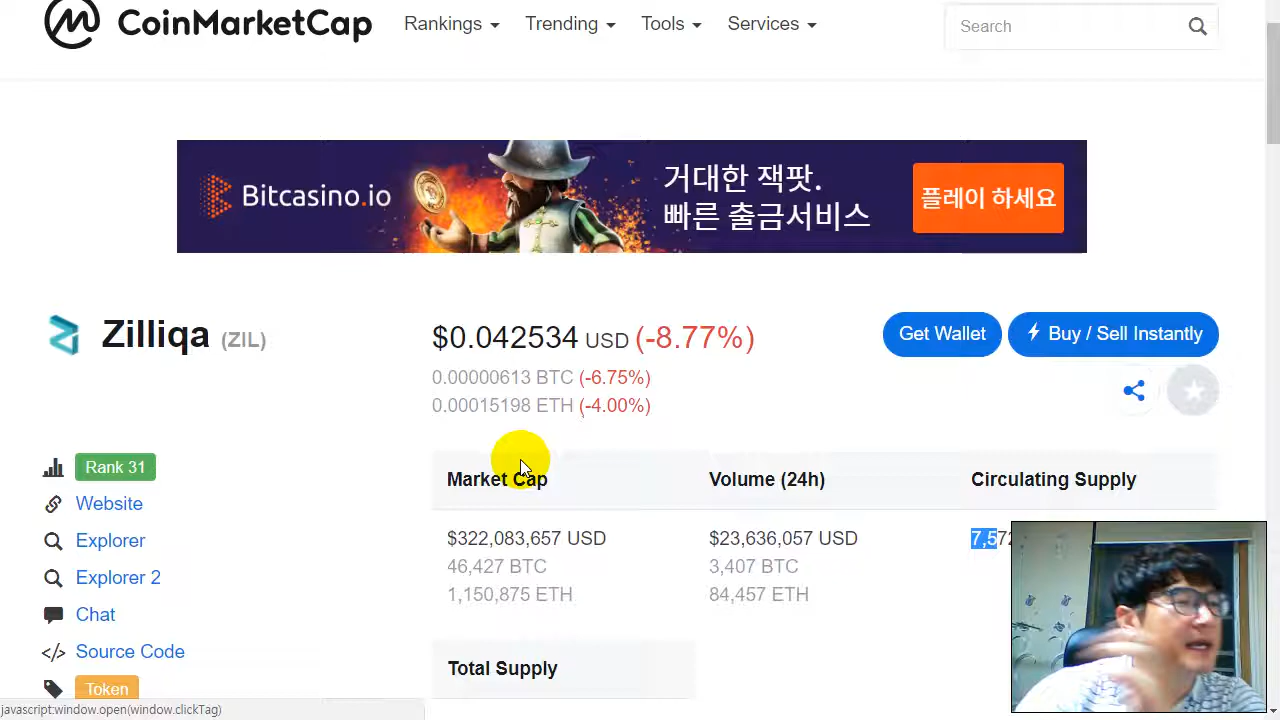 CoinMarketCap
Rankings
Trending
Tools
Services
Search
Bitcasino.io
거대한 잭팟.
빠른 출금서비스
플레이 하세요
Zilliqa (ZIL)
$0.042534 USD (-8.77%)
0.00000613 BTC (-6.75%)
0.00015198 ETH (-4.00%)
Get Wallet
Buy / Sell Instantly
Rank 31
Website
Explorer
Explorer 2
Chat
Source Code
Token
Market Cap
Volume (24h)
Circulating Supply
$322,083,657 USD
$23,636,057 USD
7,572
46,427 BTC
3,407 BTC
1,150,875 ETH
84,457 ETH
Total Supply
javascript:window.open(window.clickTag)